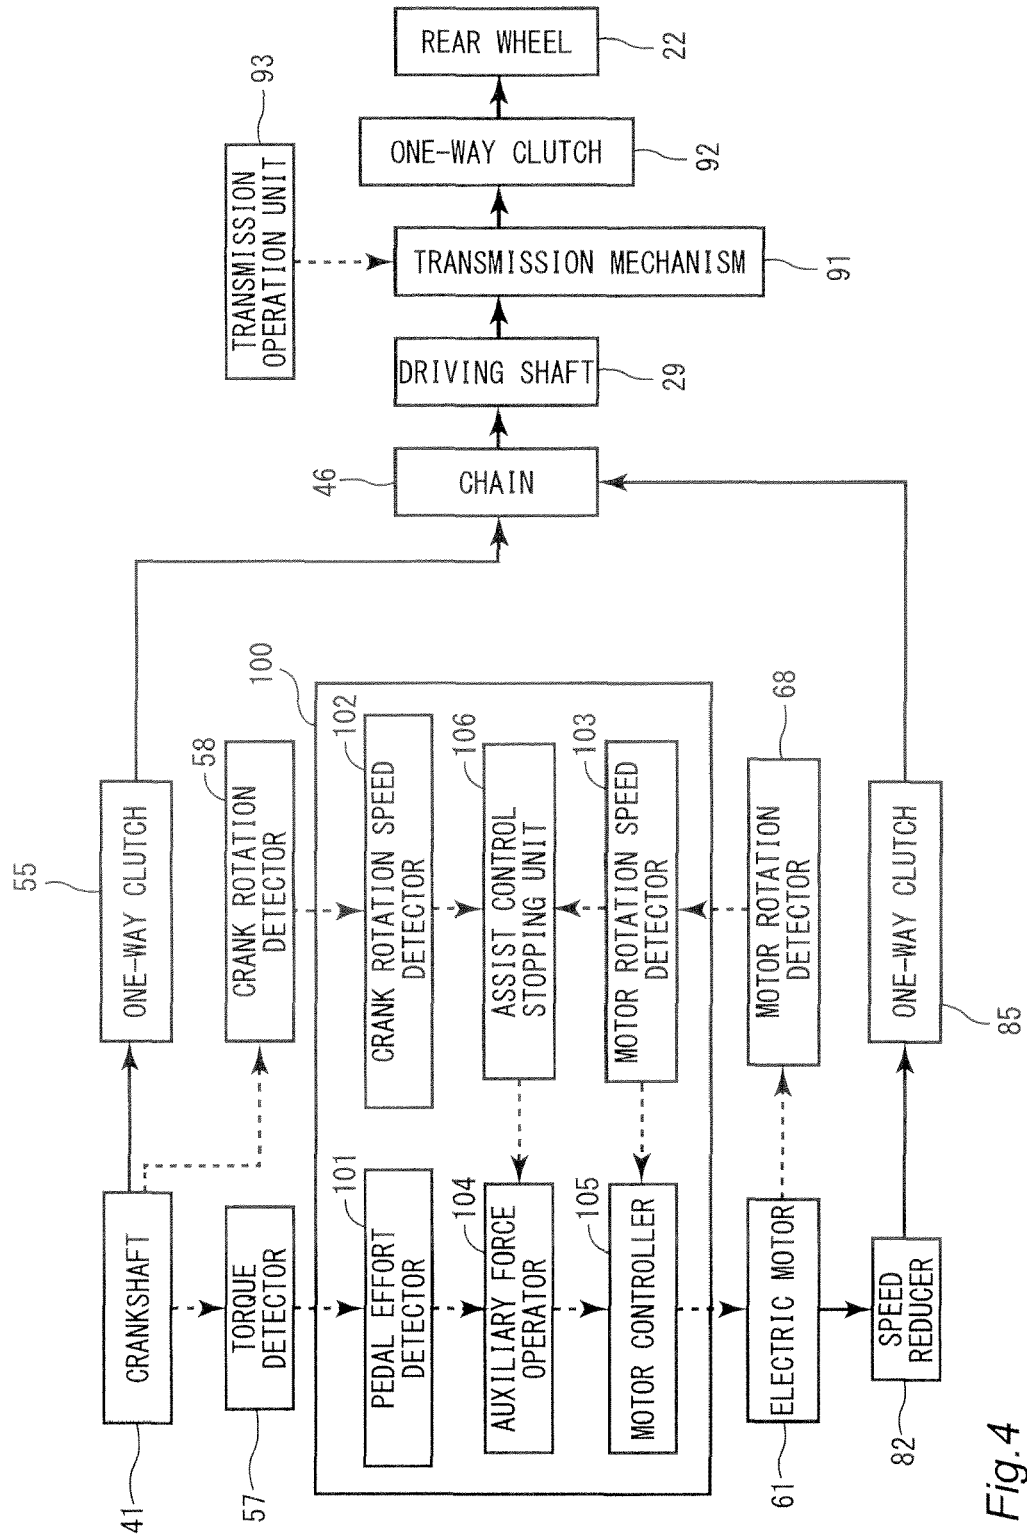 41
CRANKSHAFT
55
ONE-WAY CLUTCH
57
TORQUE
DETECTOR
58
CRANK ROTATION
DETECTOR
100
101
PEDAL EFFORT
DETECTOR
102
CRANK ROTATION SPEED
DETECTOR
104
AUXILIARY FORCE
OPERATOR
106
ASSIST CONTROL
STOPPING UNIT
105
MOTOR CONTROLLER
103
MOTOR ROTATION SPEED
DETECTOR
61
ELECTRIC MOTOR
68
MOTOR ROTATION
DETECTOR
82
SPEED
REDUCER
85
ONE-WAY CLUTCH
46
CHAIN
29
DRIVING SHAFT
93
TRANSMISSION
OPERATION UNIT
91
TRANSMISSION MECHANISM
92
ONE-WAY CLUTCH
22
REAR WHEEL
Fig.4